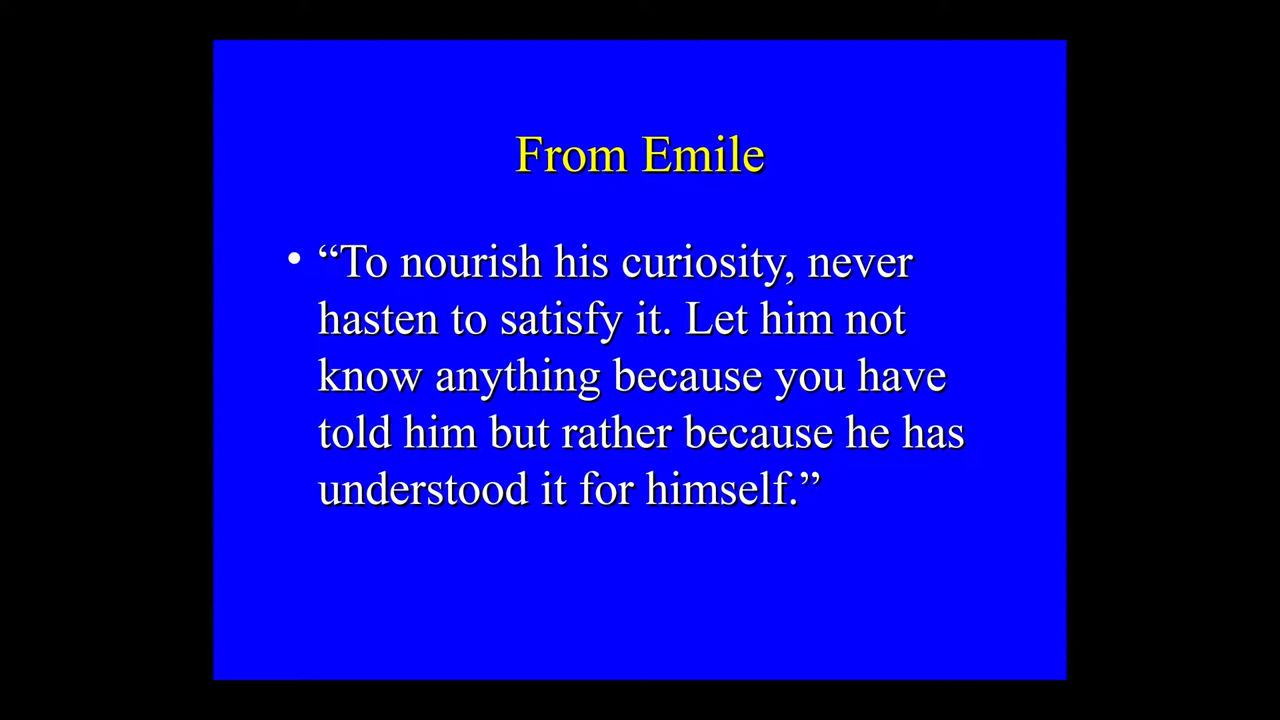 From Emile
• “To nourish his curiosity, never
hasten to satisfy it. Let him not
know anything because you have
told him but rather because he has
understood it for himself.”